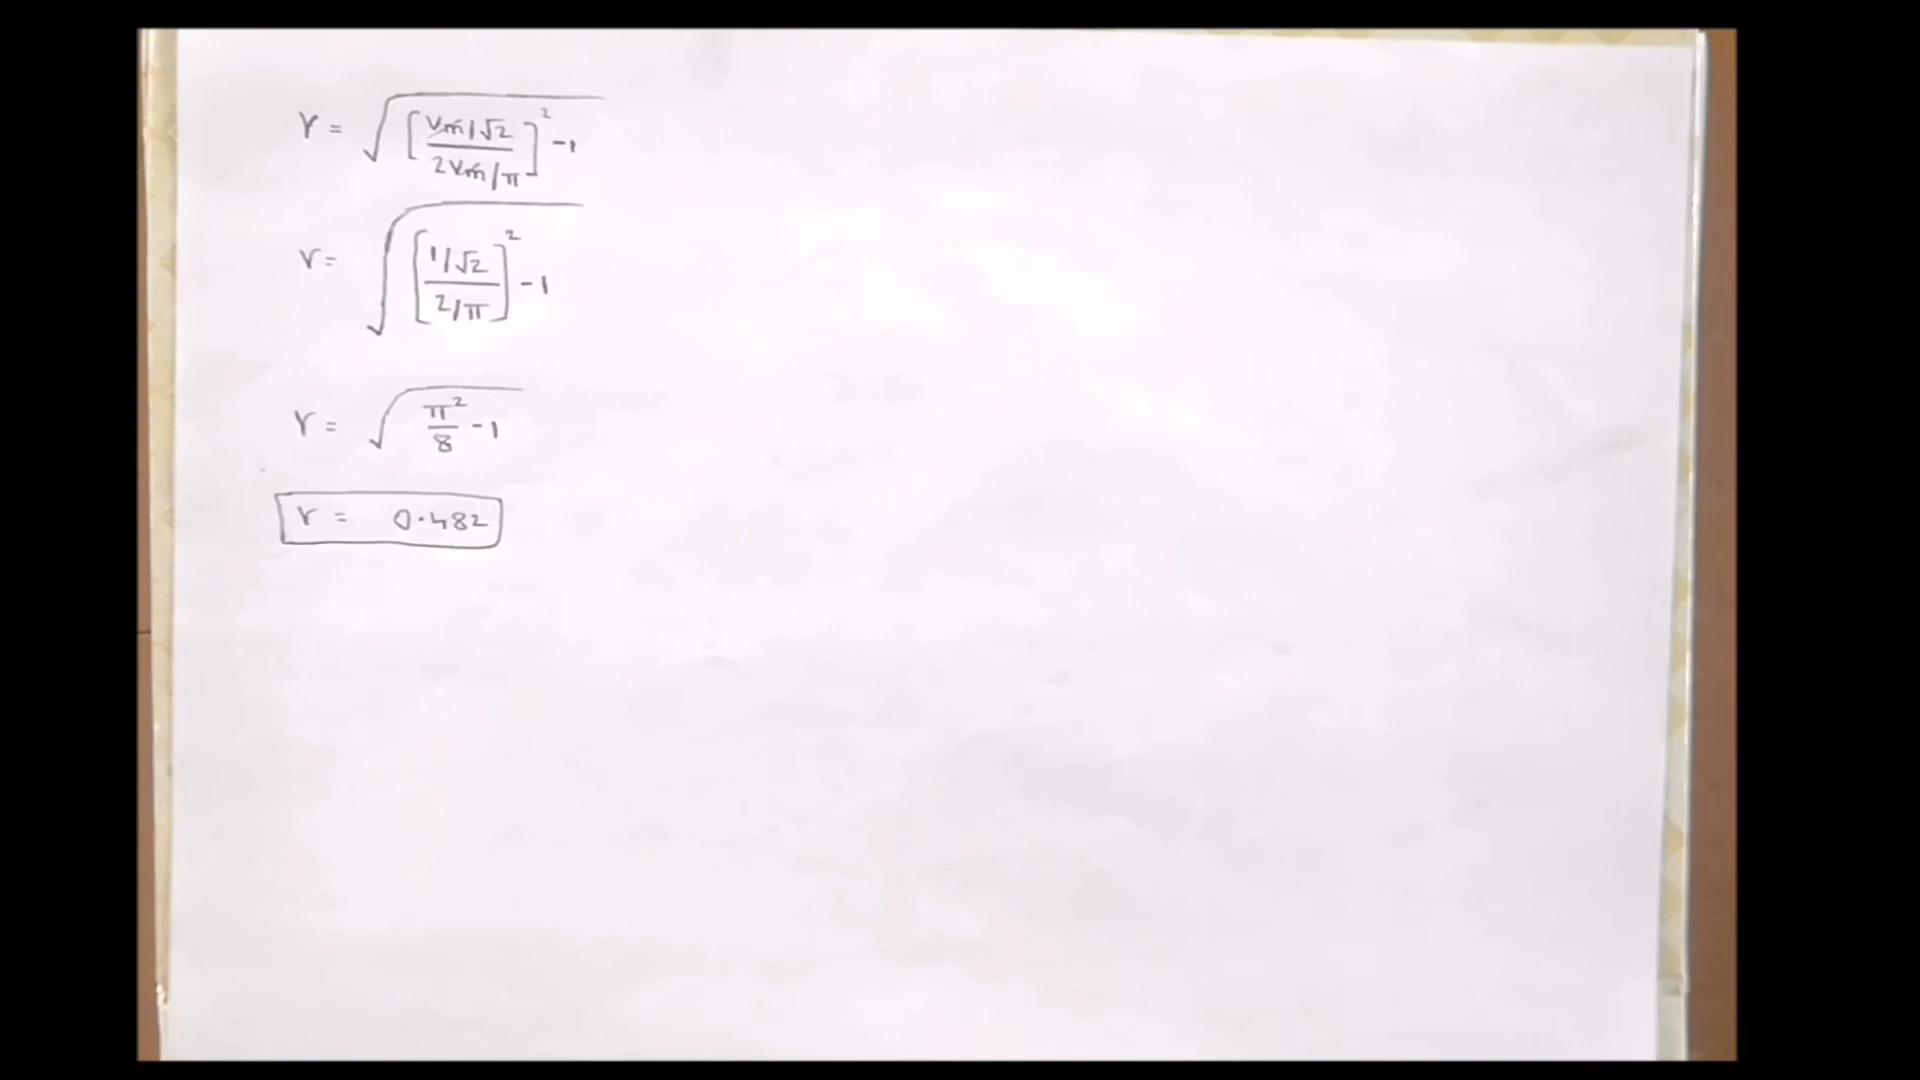 r = √[Vm/√2 / 2Vm/π]² -1
r = √[1/√2 / 2/π]² -1
r = √π²/8 -1
r = 0.482